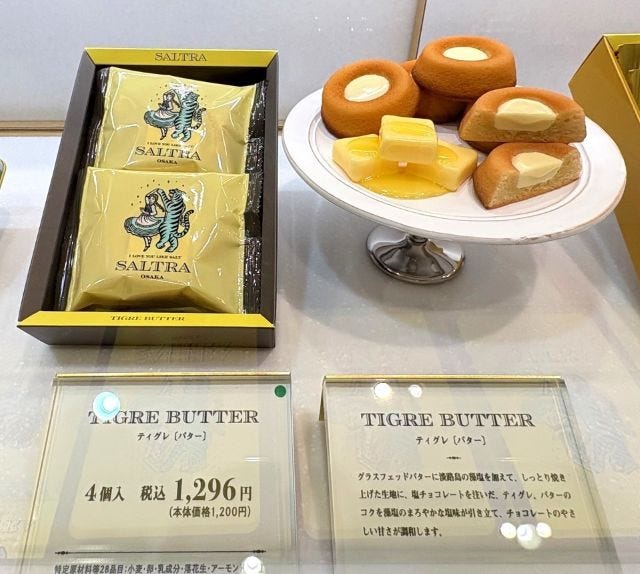 SALTRA
I LOVE YOU LIKE SALT
SALTRA
OSAKA
I LOVE YOU LIKE SALT
SALTRA
OSAKA
TIGRE BUTTER
TIGRE BUTTER
ティグレ［バター］
4個入 税込 1,296円
(本体価格1,200円)
特定原材料等28品目:小麦・卵・乳成分・落花生・アーモン
TIGRE BUTTER
ティグレ［バター］
グラスフェッドバターに淡路島の藻塩を加えて、しっとり焼き
上げた生地に、塩チョコレートを注いだ、ティグレ。バターの
コクを藻塩のまろやかな塩味が引き立て、チョコレートのやさ
しい甘さが調和します。